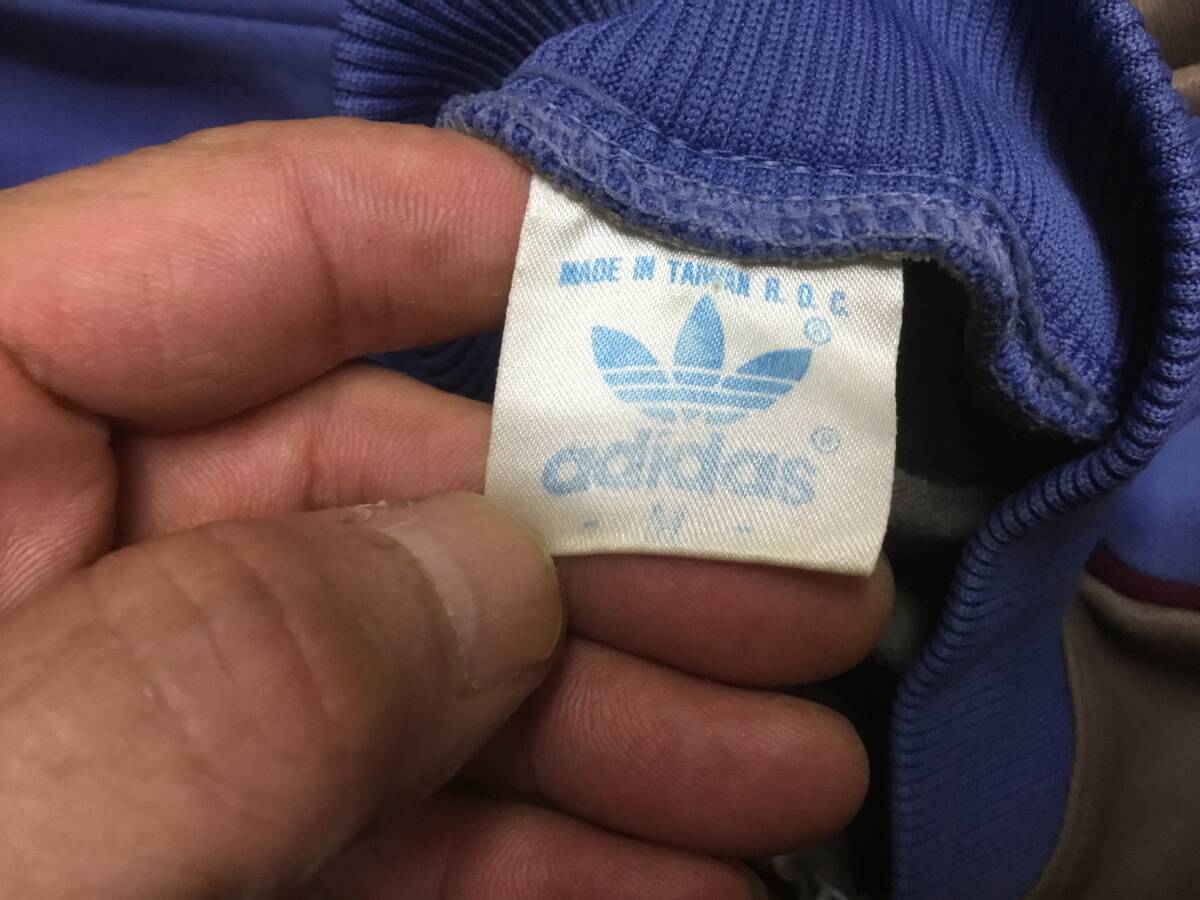 MADE IN TAIWAN R.O.C.
®
adidas®
- M -